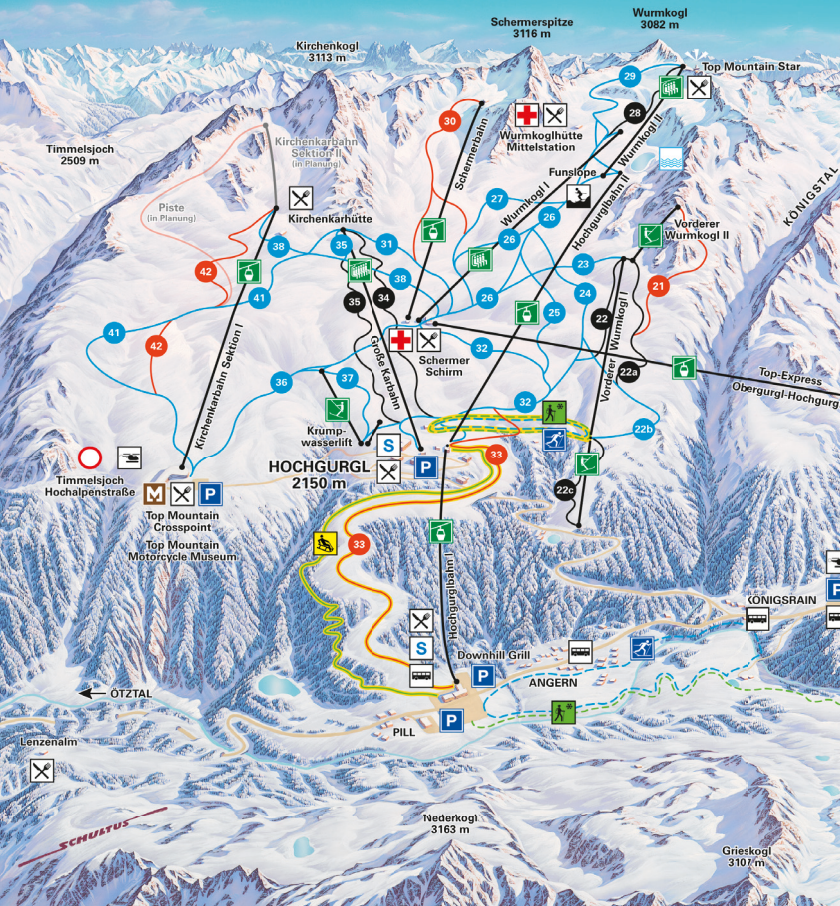 Wurmkogl
3082 m
Schermerspitze
3116 m
Kirchenkogl
3113 m
Top Mountain Star
29
28
30
Timmelsjoch
2509 m
Kirchenkarbahn
Sektion II
(in Planung)
Wurmkoglhütte
Mittelstation
Schermerbahn
Wurmkogl II
Funslope
Hochgurglbahn II
KÖNIGSTAL
Piste
(in Planung)
Kirchenkarhütte
27
Wurmkogl I
26
26
Vorderer
Wurmkogl II
38
35
31
42
38
23
41
35
34
26
24
21
25
22
41
42
Kirchenkarbahn Sektion I
Große Karbahn
Schermer
Schirm
32
Vorderer Wurmkogl I
22a
Top-Express
Obergurgl-Hochgurgl
36
37
32
Krump-
wasserlift
S
22b
HOCHGURGL
2150 m
P
33
Timmelsjoch
Hochalpenstraße
M
P
Top Mountain
Crosspoint
Top Mountain
Motorcycle Museum
22c
33
Hochgurglbahn I
S
P
KÖNIGSRAIN
Downhill Grill
P
ANGERN
ÖTZTAL
P
PILL
Lenzenalm
SCHULTUS
Nederkogl
3163 m
Grieskogl